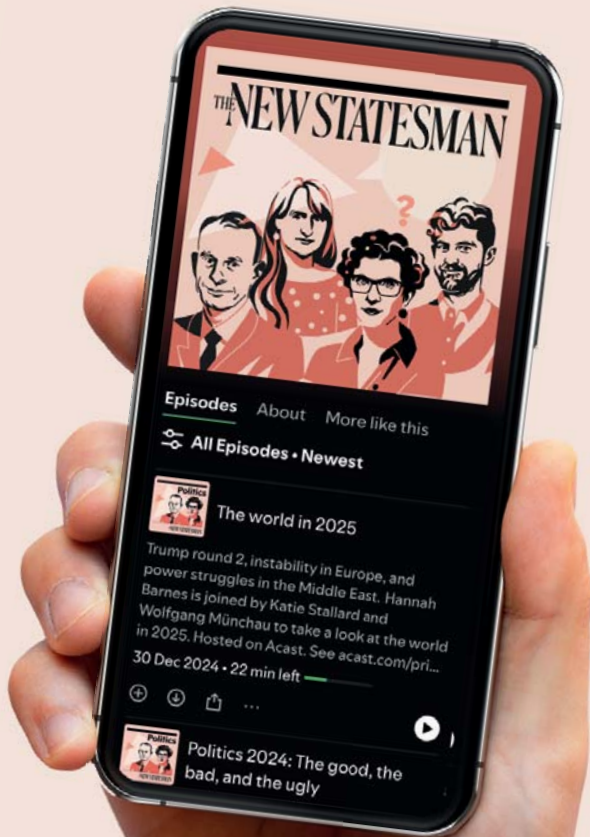 THE NEW STATESMAN
?
Episodes About More like this
All Episodes • Newest
Politics
The world in 2025
Trump round 2, instability in Europe, and
power struggles in the Middle East. Hannah
Barnes is joined by Katie Stallard and
Wolfgang Münchau to take a look at the world
in 2025. Hosted on Acast. See acast.com/pri...
30 Dec 2024 • 22 min left
...
Politics
Politics 2024: The good, the
bad, and the ugly